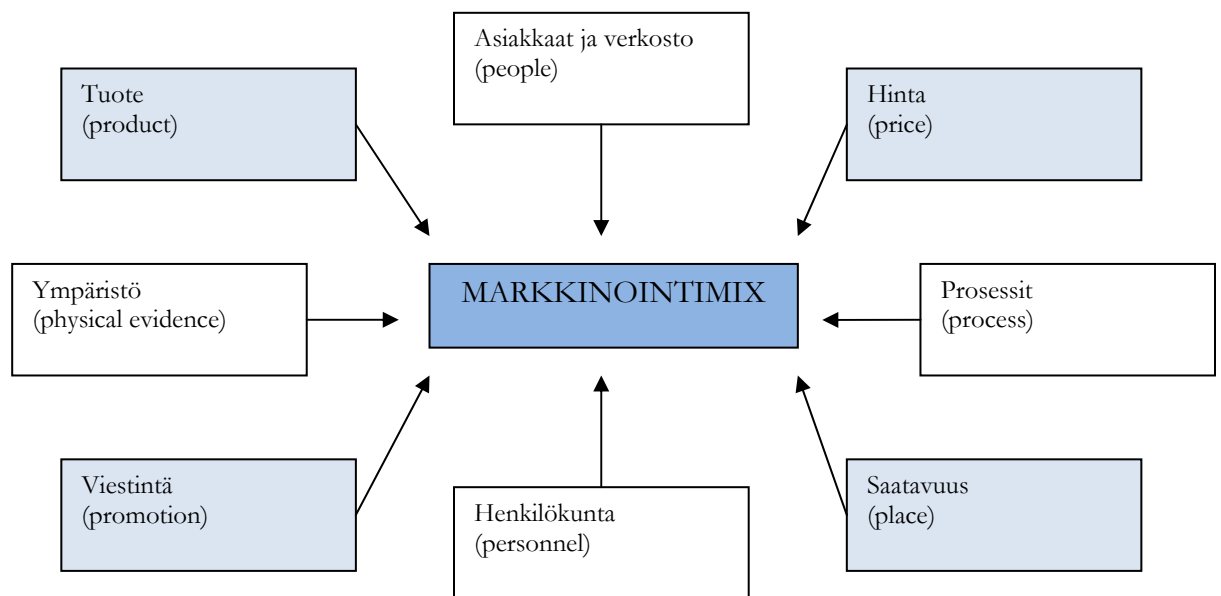 Asiakkaat ja verkosto
(people)
Tuote
(product)
Hinta
(price)
Ympäristö
(physical evidence)
MARKKINOINTIMIX
Prosessit
(process)
Viestintä
(promotion)
Henkilökunta
(personnel)
Saatavuus
(place)